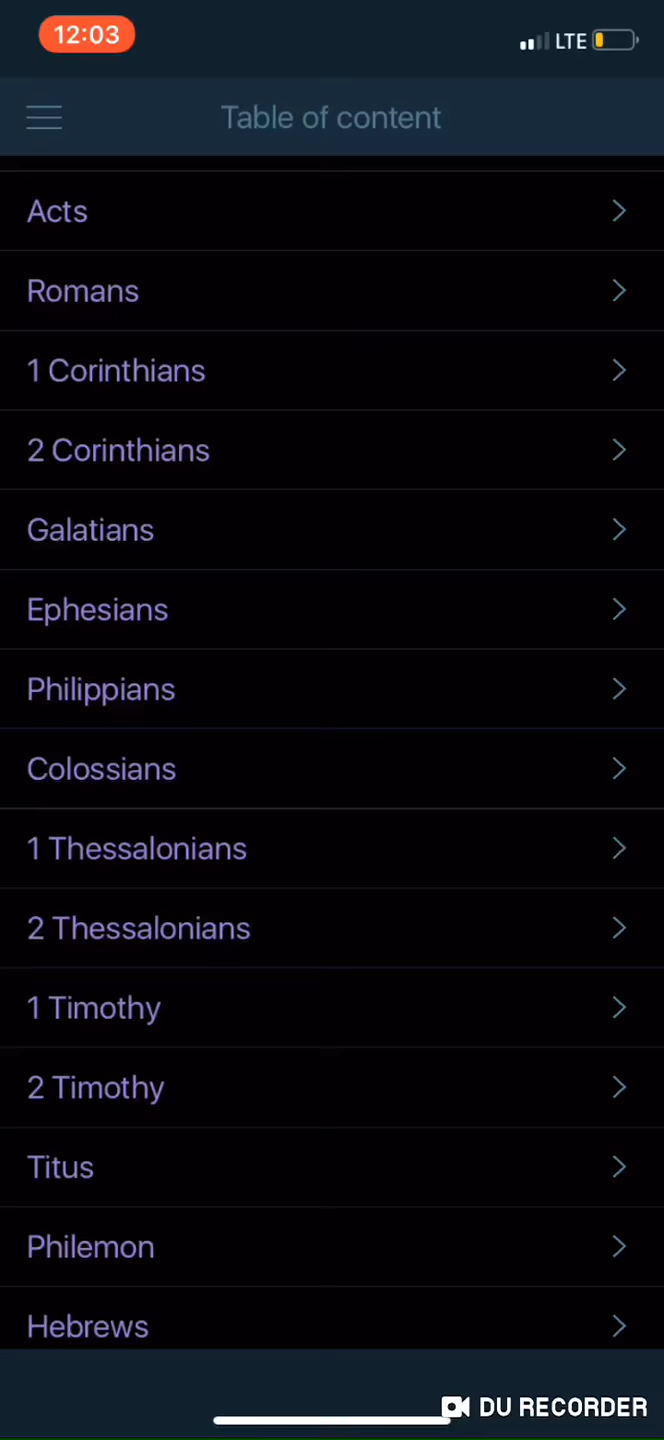 12:03
LTE
Table of content
Acts
Romans
1 Corinthians
2 Corinthians
Galatians
Ephesians
Philippians
Colossians
1 Thessalonians
2 Thessalonians
1 Timothy
2 Timothy
Titus
Philemon
Hebrews
DU RECORDER